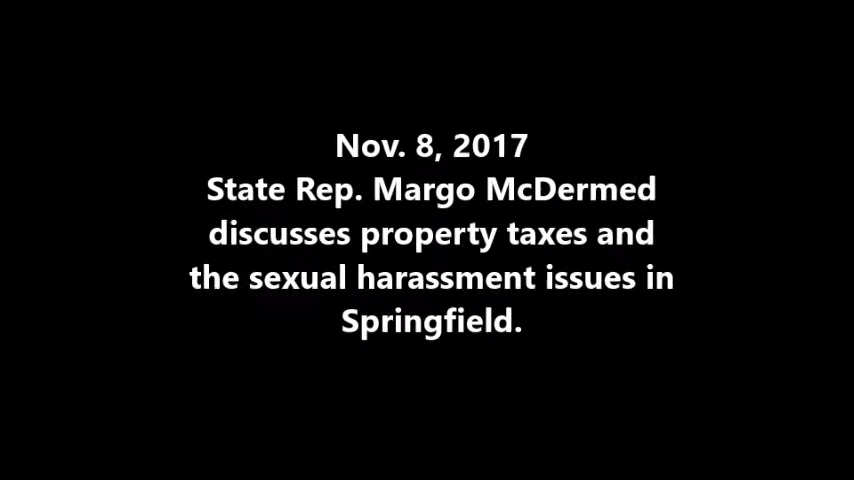 Nov. 8, 2017
State Rep. Margo McDermed
discusses property taxes and
the sexual harassment issues in
Springfield.